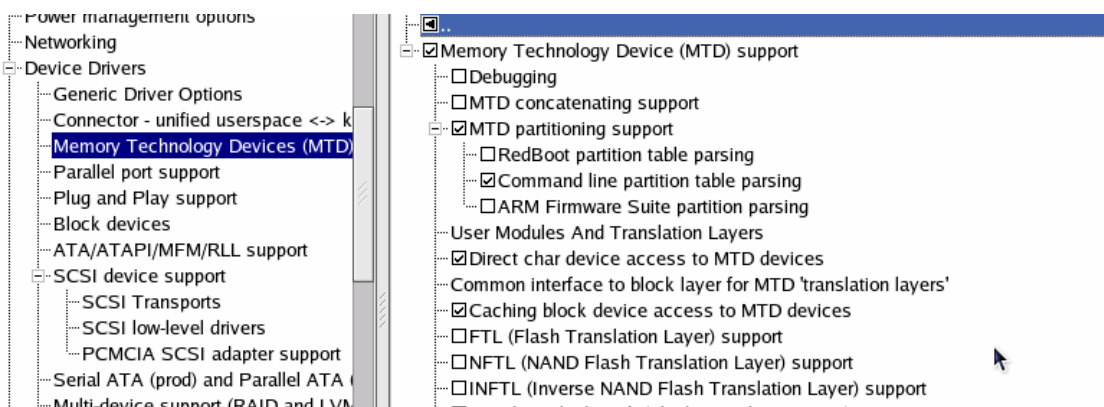 Power management options
Networking
Device Drivers
Generic Driver Options
Connector - unified userspace <-> k
Memory Technology Devices (MTD)
Parallel port support
Plug and Play support
Block devices
ATA/ATAPI/MFM/RLL support
SCSI device support
SCSI Transports
SCSI low-level drivers
PCMCIA SCSI adapter support
Serial ATA (prod) and Parallel ATA (
Multi-device support (RAID and LVM
..
Memory Technology Device (MTD) support
Debugging
MTD concatenating support
MTD partitioning support
RedBoot partition table parsing
Command line partition table parsing
ARM Firmware Suite partition parsing
User Modules And Translation Layers
Direct char device access to MTD devices
Common interface to block layer for MTD 'translation layers'
Caching block device access to MTD devices
FTL (Flash Translation Layer) support
NFTL (NAND Flash Translation Layer) support
INFTL (Inverse NAND Flash Translation Layer) support